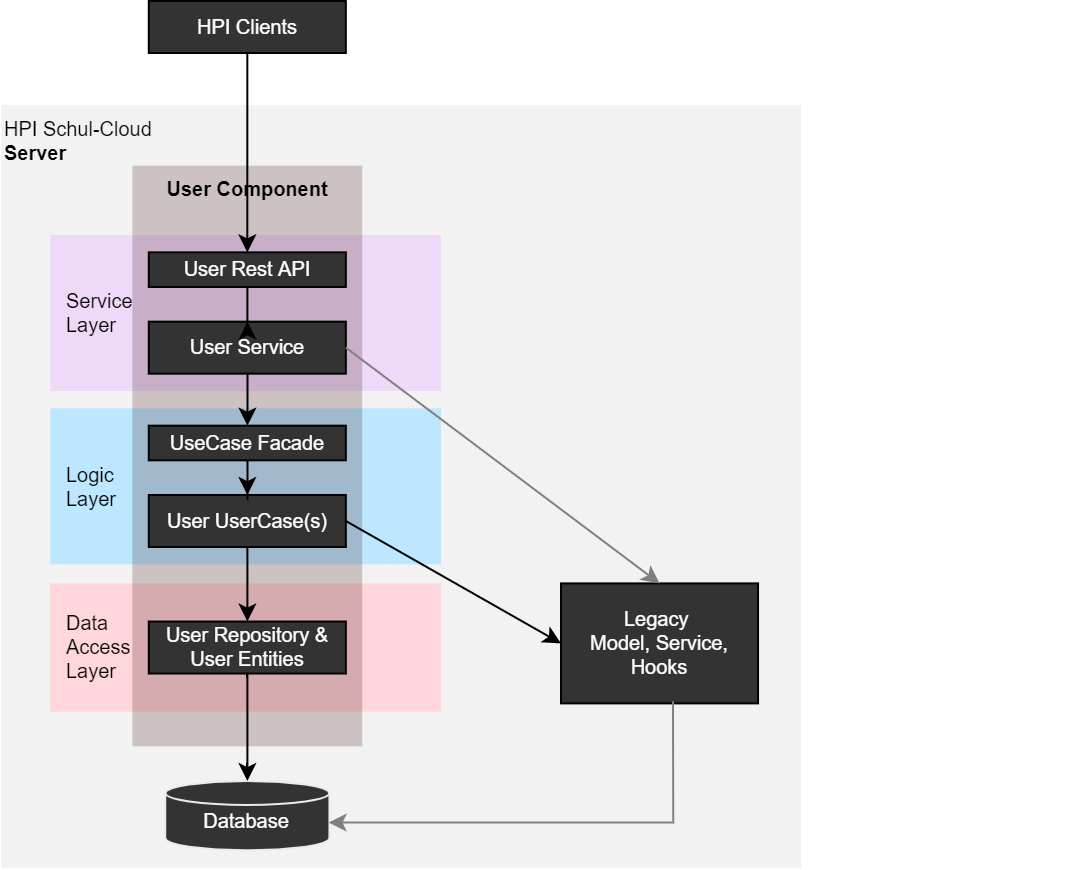 HPI Clients
HPI Schul-Cloud
Server
User Component
User Rest API
Service
Layer
User Service
UseCase Facade
Logic
Layer
User UserCase(s)
Data
Access
Layer
User Repository &
User Entities
Legacy
Model, Service,
Hooks
Database